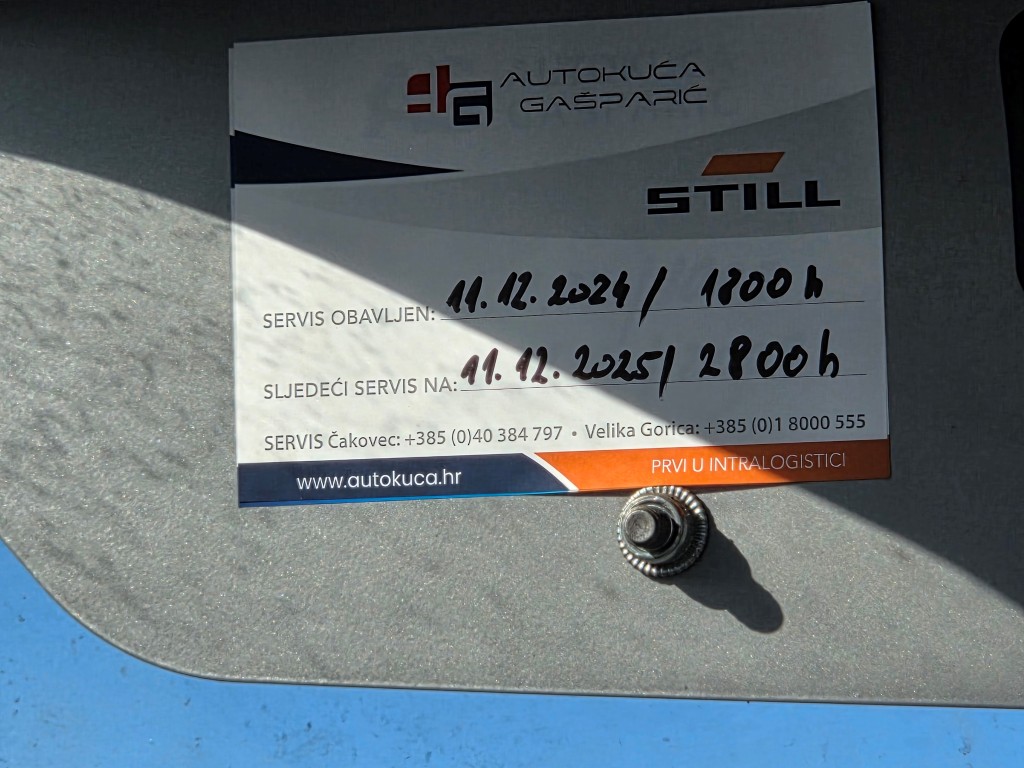 AUTOKUĆA
GAŠPARIĆ
STILL
SERVIS OBAVLJEN: 11.12.2024 / 1800 h
SLJEDEĆI SERVIS NA: 11.12.2025 / 2800 h
SERVIS Čakovec: +385 (0)40 384 797 • Velika Gorica: +385 (0)1 8000 555
www.autokuca.hr PRVI U INTRALOGISTICI